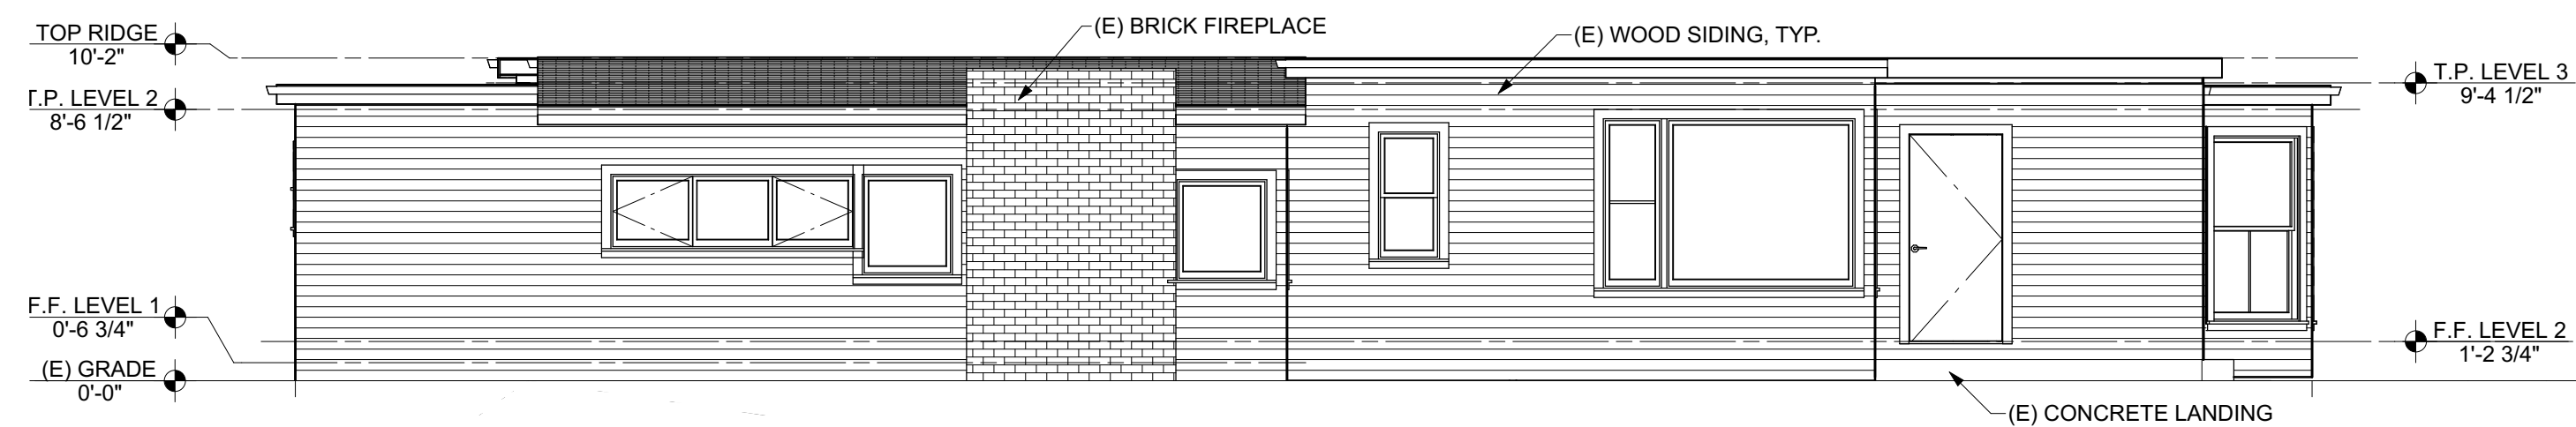 TOP RIDGE
10'-2"
T.P. LEVEL 2
8'-6 1/2"
F.F. LEVEL 1
0'-6 3/4"
(E) GRADE
0'-0"
(E) BRICK FIREPLACE
(E) WOOD SIDING, TYP.
T.P. LEVEL 3
9'-4 1/2"
F.F. LEVEL 2
1'-2 3/4"
(E) CONCRETE LANDING